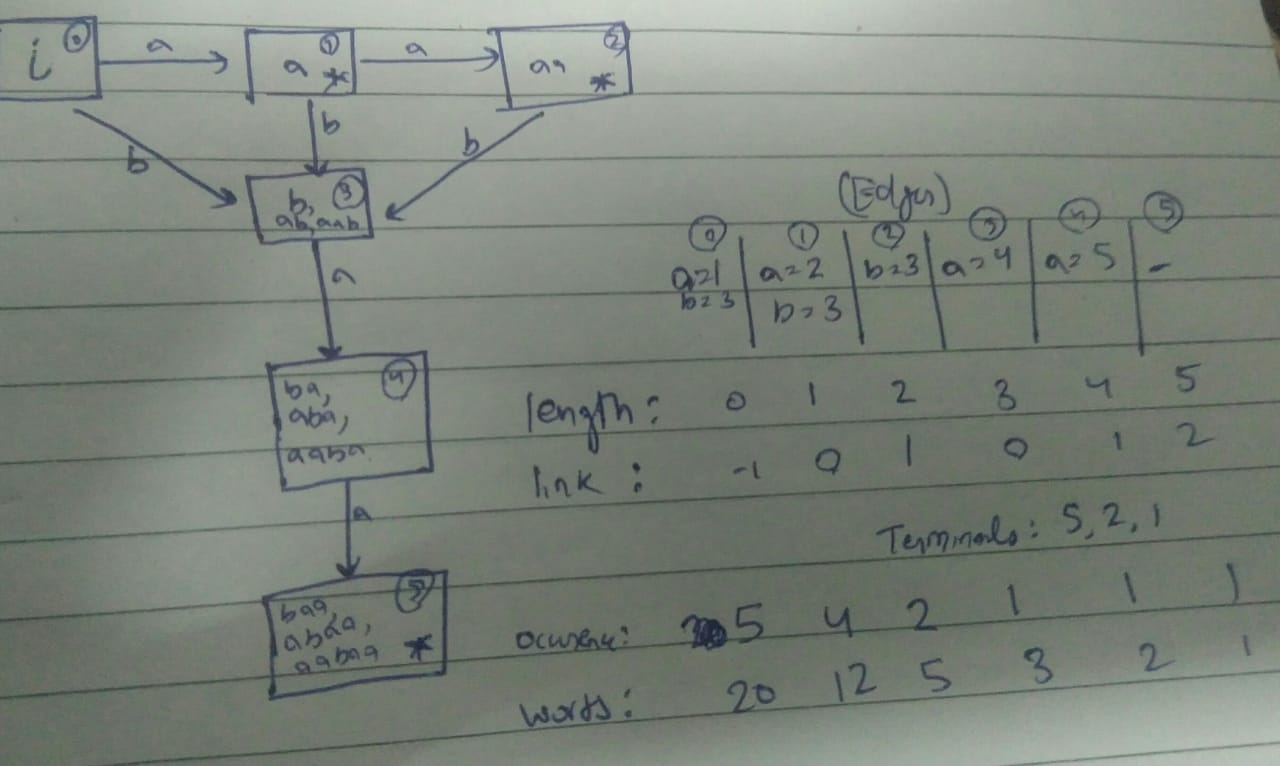 i 0 a a 1 * a aa 2 *
b b b
b, 3
ab, aab
(Edges)
0 1 2 3 4 5
a a=1 a=2 b=3 a=4 a=5 -
b=3 b=3
ba, 4
aba,
aaba
length: 0 1 2 3 4 5
link: -1 0 1 0 1 2
a
Terminals: 5, 2, 1
baa, 5
abaa,
aabaa *
5 4 2 1 1 1
words: 20 12 5 3 2 1